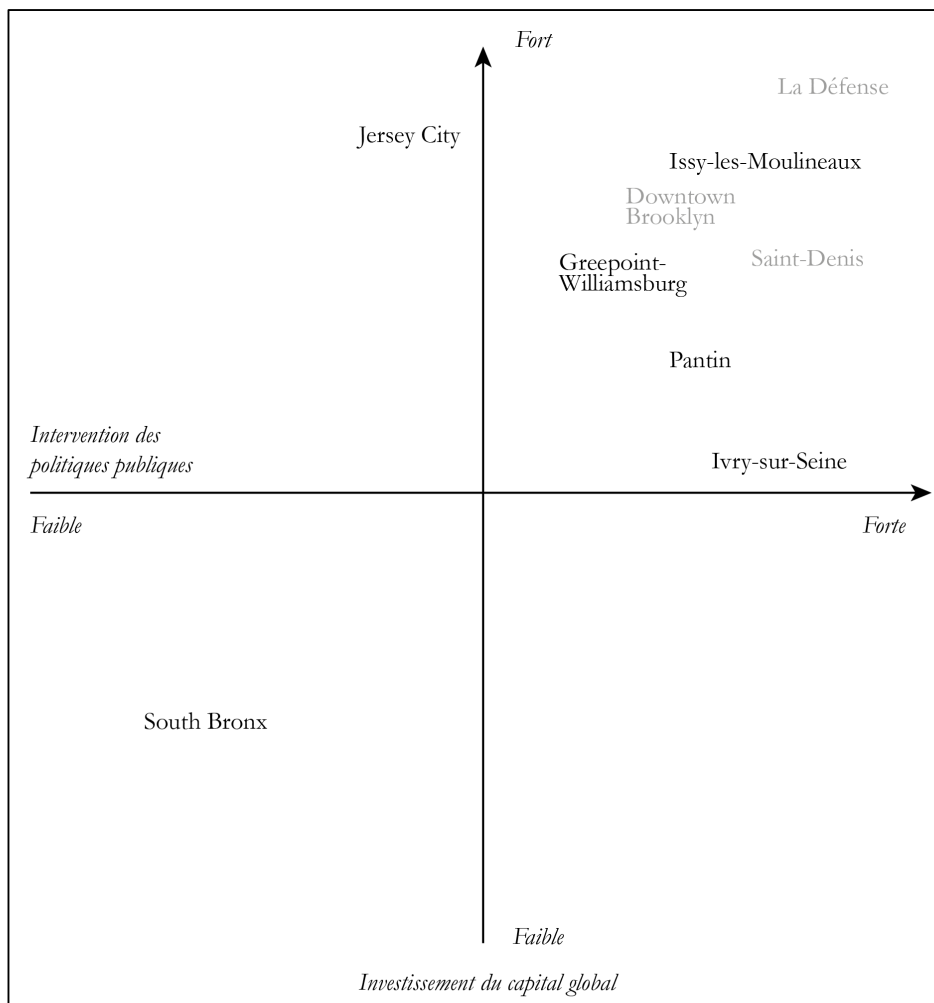 Fort
La Défense
Jersey City
Issy-les-Moulineaux
Downtown
Brooklyn
Saint-Denis
Greepoint-
Williamsburg
Pantin
Intervention des
politiques publiques
Ivry-sur-Seine
Faible
Forte
South Bronx
Faible
Investissement du capital global